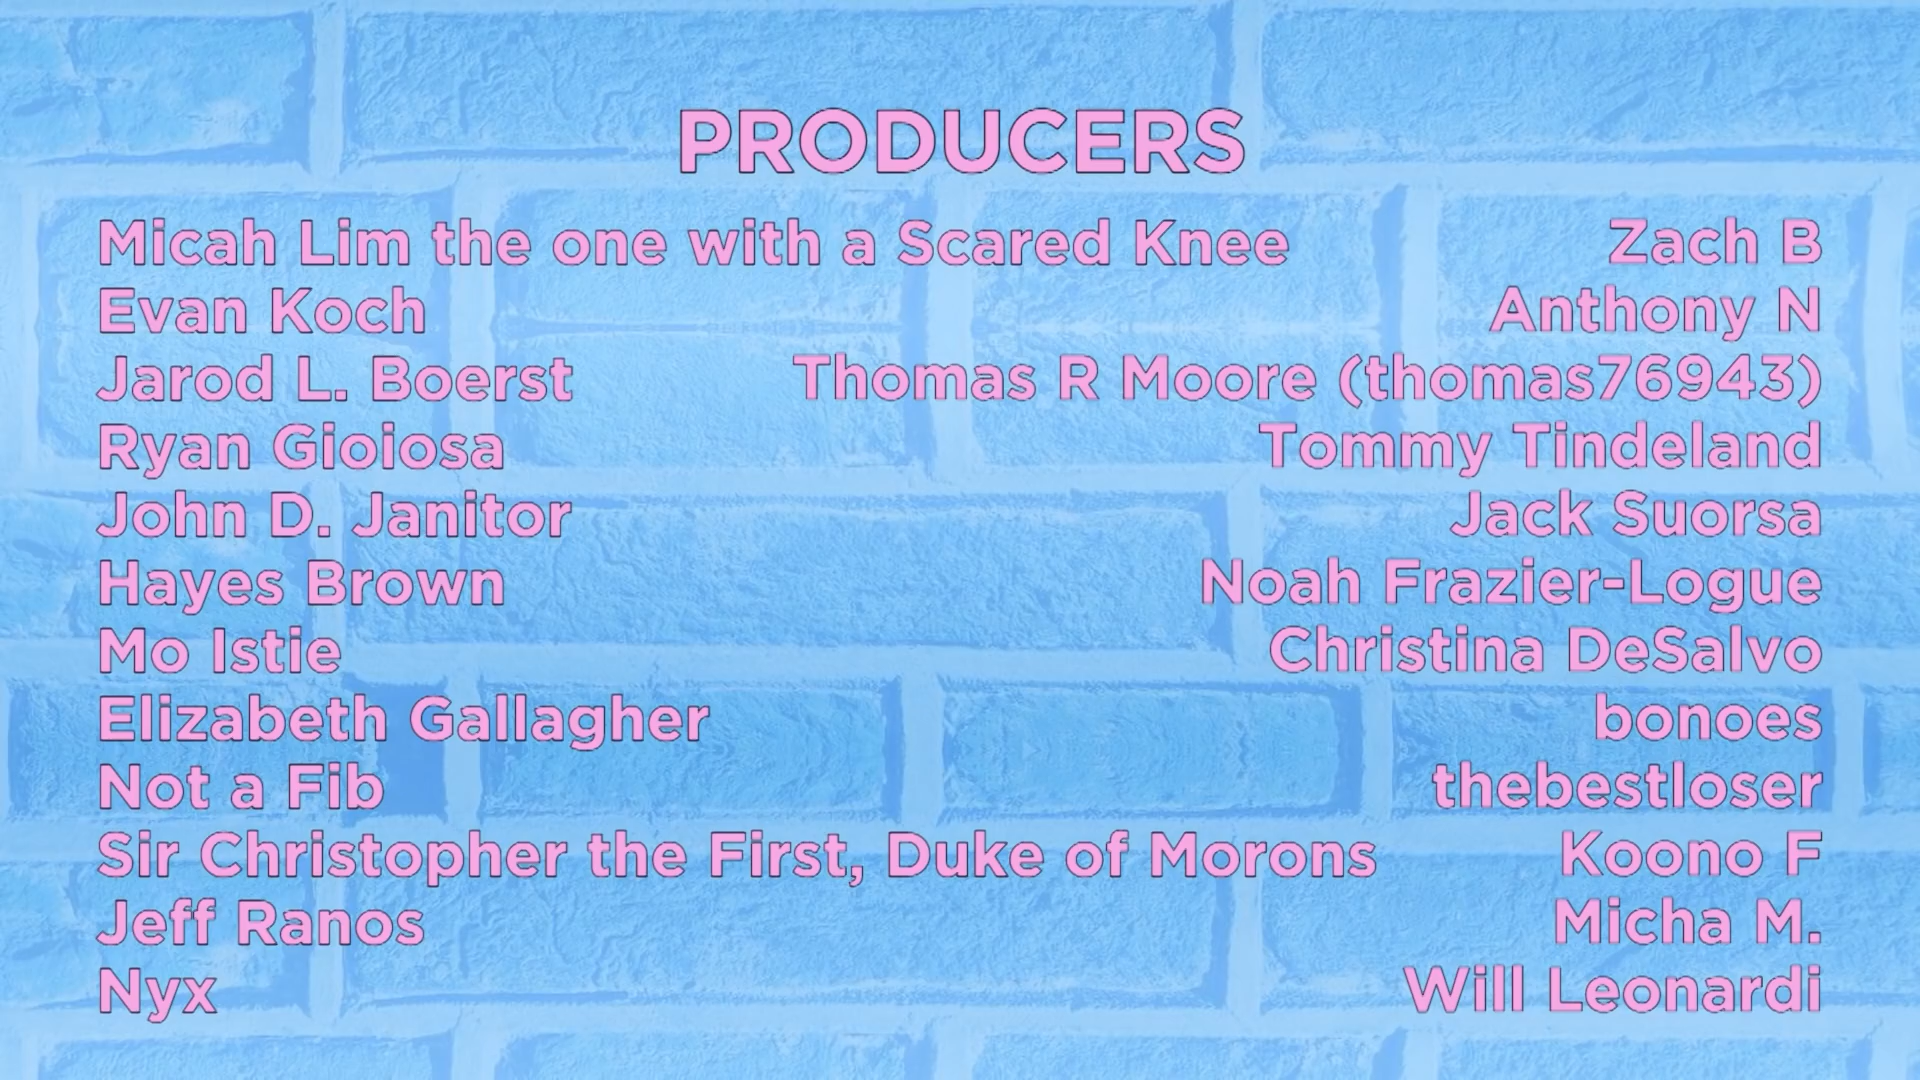 PRODUCERS
Micah Lim the one with a Scared Knee
Evan Koch
Jarod L. Boerst
Ryan Gioiosa
John D. Janitor
Hayes Brown
Mo Istie
Elizabeth Gallagher
Not a Fib
Sir Christopher the First, Duke of Morons
Jeff Ranos
Nyx
Zach B
Anthony N
Thomas R Moore (thomas76943)
Tommy Tindeland
Jack Suorsa
Noah Frazier-Logue
Christina DeSalvo
bonoes
thebestloser
Koono F
Micha M.
Will Leonardi